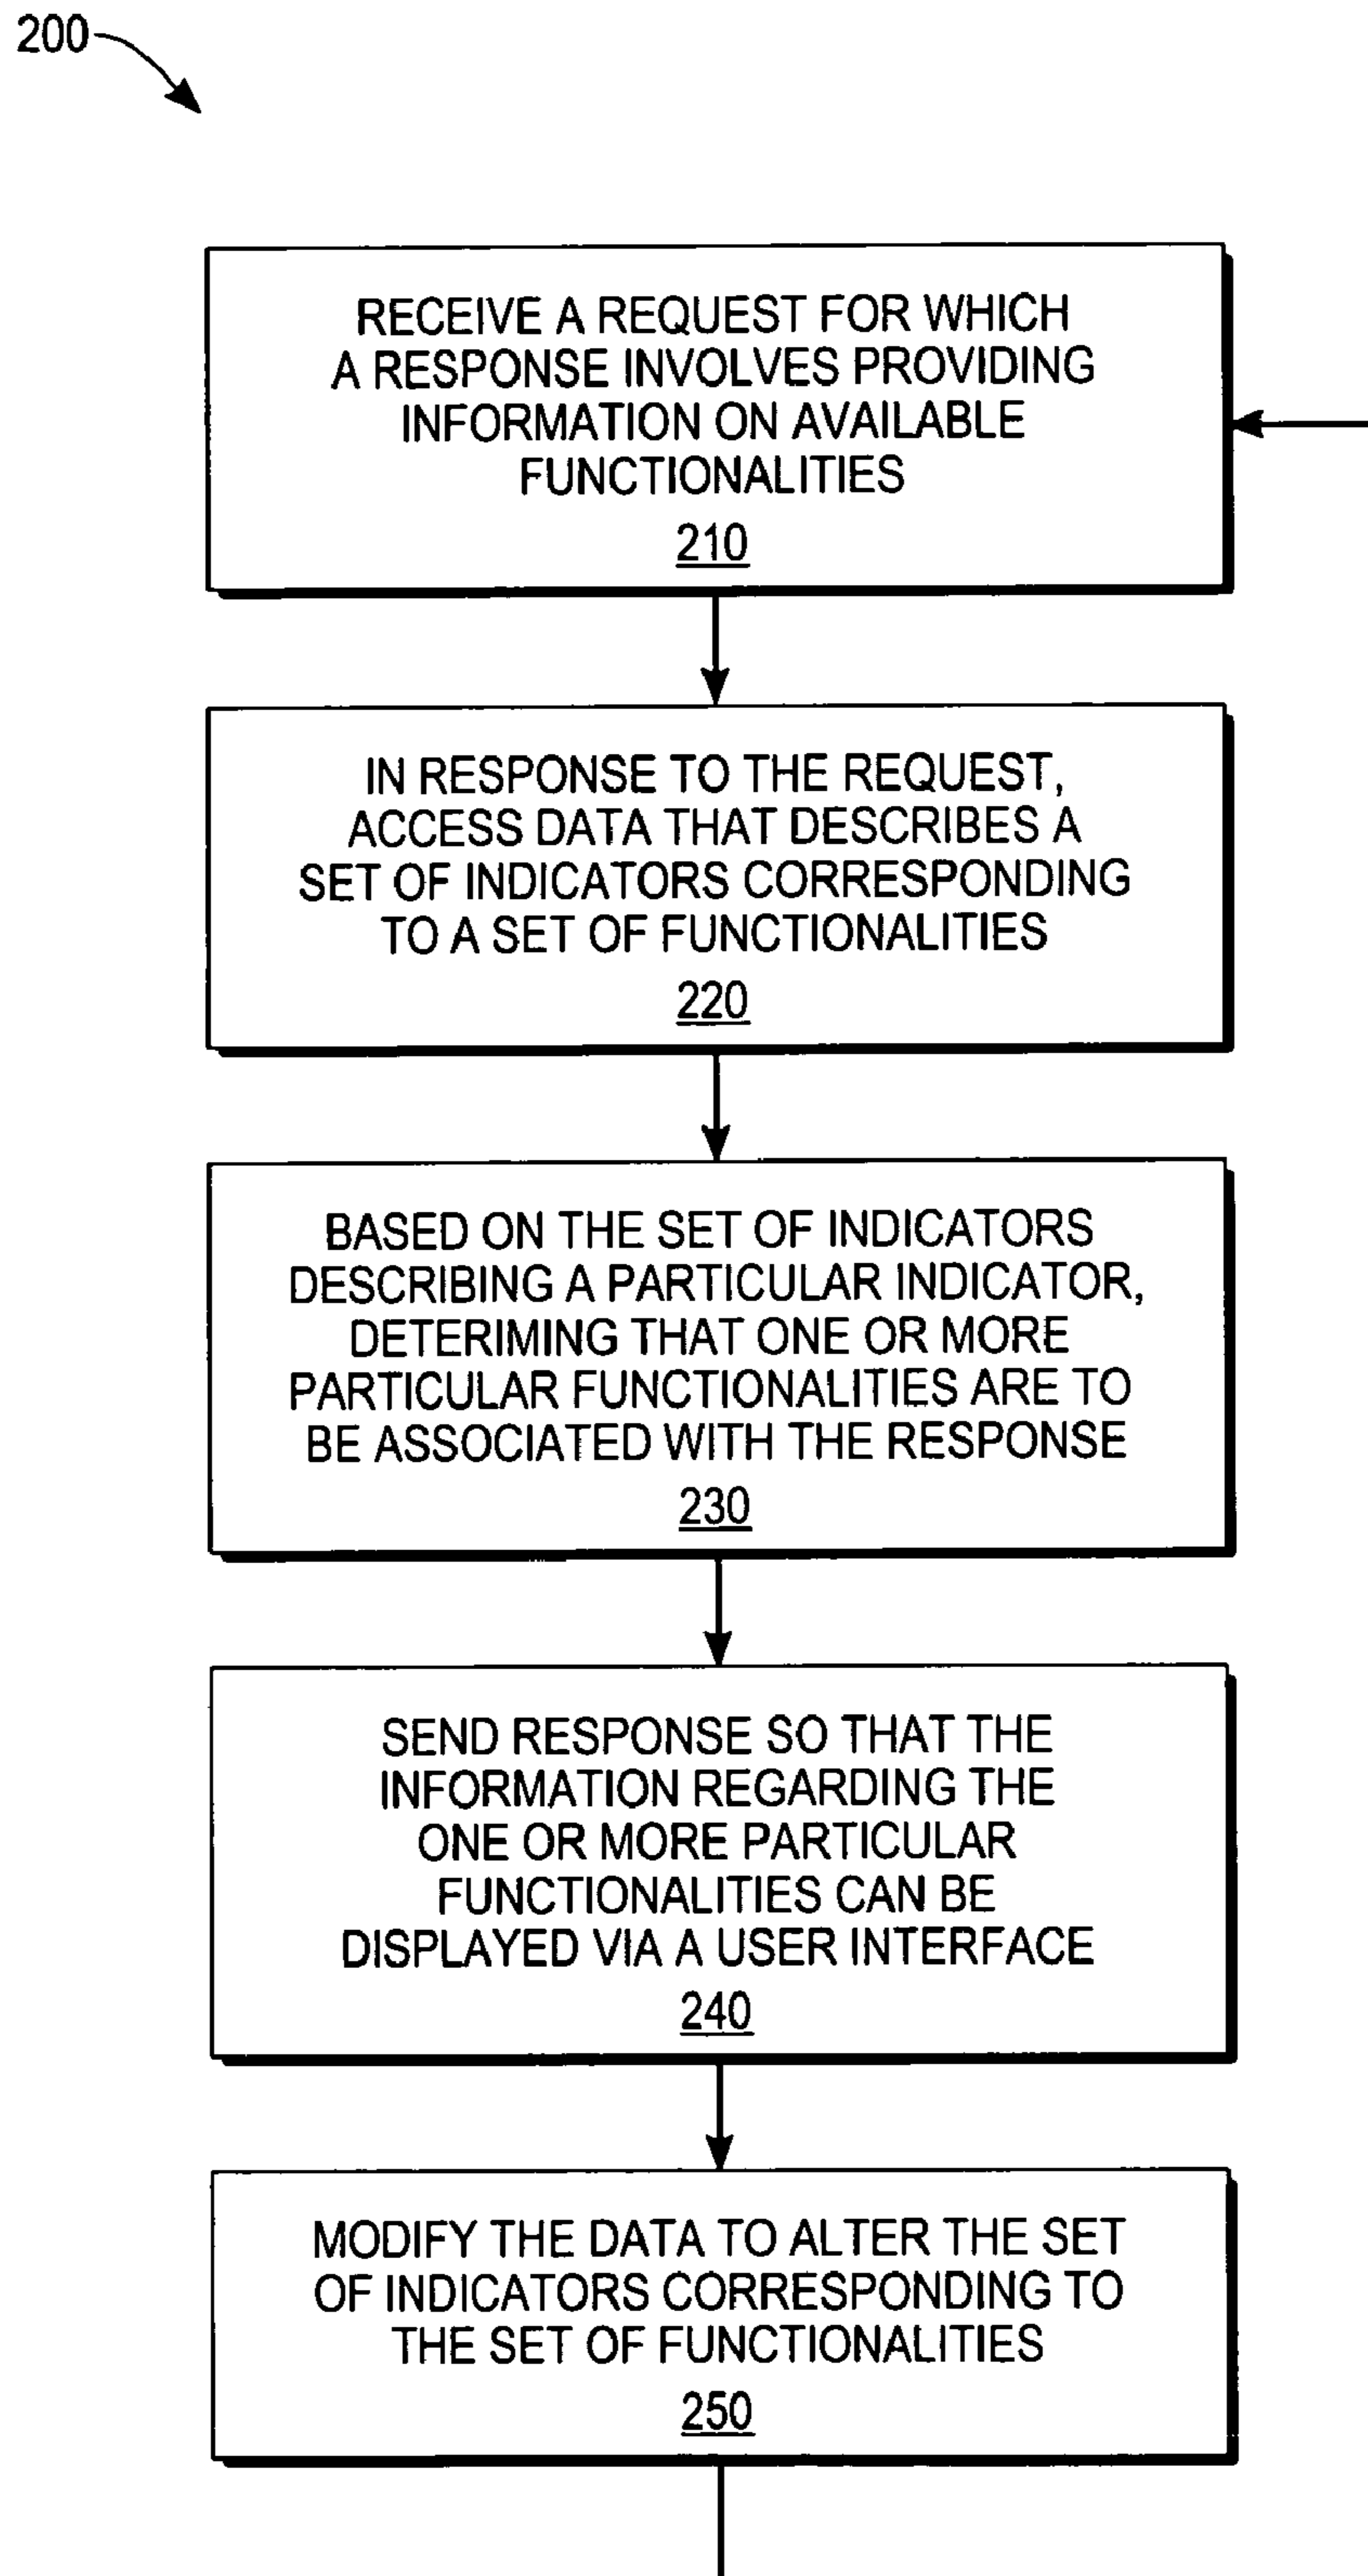 200
RECEIVE A REQUEST FOR WHICH
A RESPONSE INVOLVES PROVIDING
INFORMATION ON AVAILABLE
FUNCTIONALITIES
210
IN RESPONSE TO THE REQUEST,
ACCESS DATA THAT DESCRIBES A
SET OF INDICATORS CORRESPONDING
TO A SET OF FUNCTIONALITIES
220
BASED ON THE SET OF INDICATORS
DESCRIBING A PARTICULAR INDICATOR,
DETERIMING THAT ONE OR MORE
PARTICULAR FUNCTIONALITIES ARE TO
BE ASSOCIATED WITH THE RESPONSE
230
SEND RESPONSE SO THAT THE
INFORMATION REGARDING THE
ONE OR MORE PARTICULAR
FUNCTIONALITIES CAN BE
DISPLAYED VIA A USER INTERFACE
240
MODIFY THE DATA TO ALTER THE SET
OF INDICATORS CORRESPONDING TO
THE SET OF FUNCTIONALITIES
250